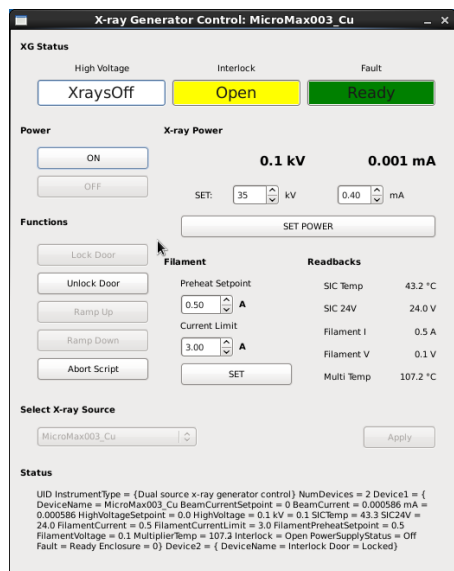 X-ray Generator Control: MicroMax003_Cu
XG Status
High Voltage Interlock Fault
XraysOff Open Ready
Power X-ray Power
ON 0.1 kV 0.001 mA
OFF SET: 35 kV 0.40 mA
Functions SET POWER
Lock Door
Filament Readbacks
Unlock Door Preheat Setpoint SIC Temp 43.2 °C
0.50 A SIC 24V 24.0 V
Ramp Up
Current Limit Filament I 0.5 A
Ramp Down 3.00 A Filament V 0.1 V
Abort Script SET Multi Temp 107.2 °C
Select X-ray Source
MicroMax003_Cu Apply
Status
UID InstrumentType = {Dual source x-ray generator control} NumDevices = 2 Device1 = {
DeviceName = MicroMax003_Cu BeamCurrentSetpoint = 0 BeamCurrent = 0.000586 mA =
0.000586 HighVoltageSetpoint = 0.0 HighVoltage = 0.1 kV = 0.1 SICTemp = 43.3 SIC24V =
24.0 FilamentCurrent = 0.5 FilamentCurrentLimit = 3.0 FilamentPreheatSetpoint = 0.5
FilamentVoltage = 0.1 MultiplierTemp = 107.2 Interlock = Open PowerSupplyStatus = Off
Fault = Ready Enclosure = 0} Device2 = { DeviceName = Interlock Door = Locked}